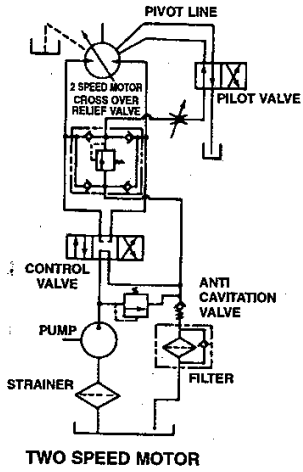 PIVOT LINE
2 SPEED MOTOR
CROSS OVER
RELIEF VALVE
PILOT VALVE
CONTROL
VALVE
ANTI
CAVITATION
VALVE
PUMP
FILTER
STRAINER
TWO SPEED MOTOR